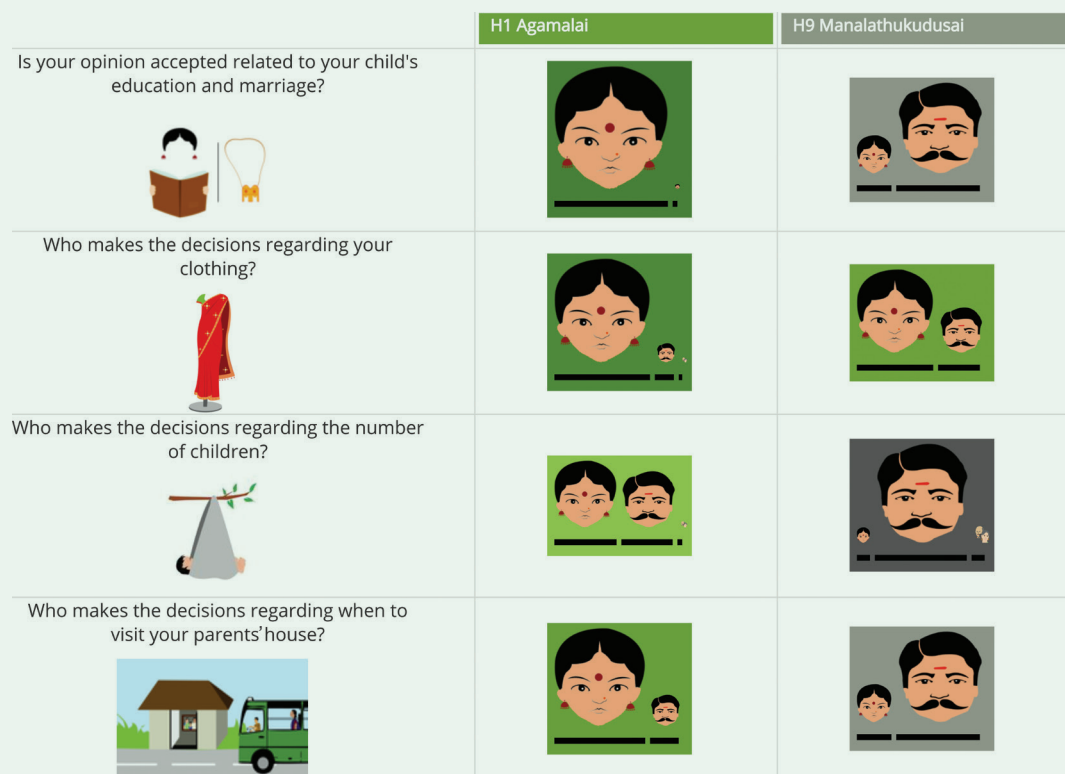 H1 Agamalai
H9 Manalathukudusai
Is your opinion accepted related to your child's
education and marriage?
Who makes the decisions regarding your
clothing?
Who makes the decisions regarding the number
of children?
Who makes the decisions regarding when to
visit your parents’house?